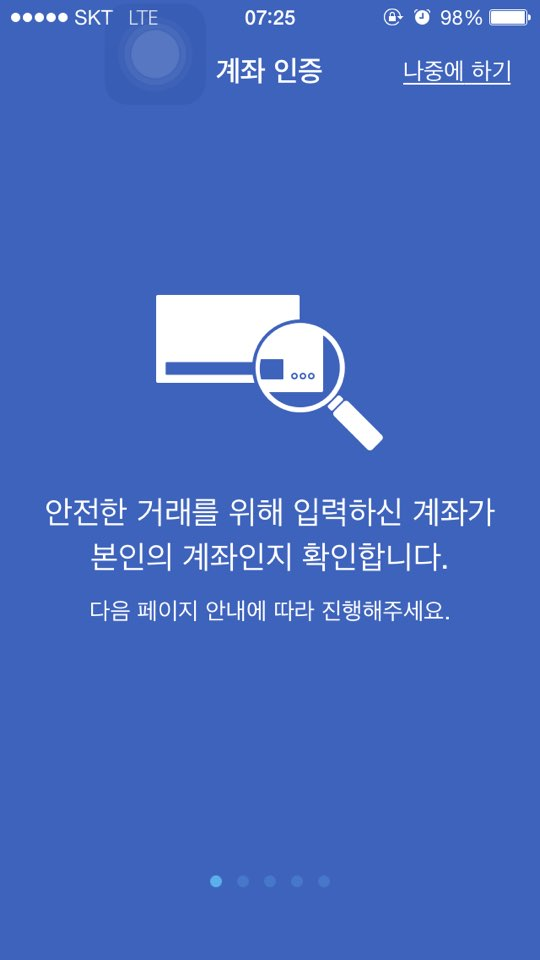 SKT LTE 07:25 98%
계좌 인증 나중에 하기
안전한 거래를 위해 입력하신 계좌가
본인의 계좌인지 확인합니다.
다음 페이지 안내에 따라 진행해주세요.